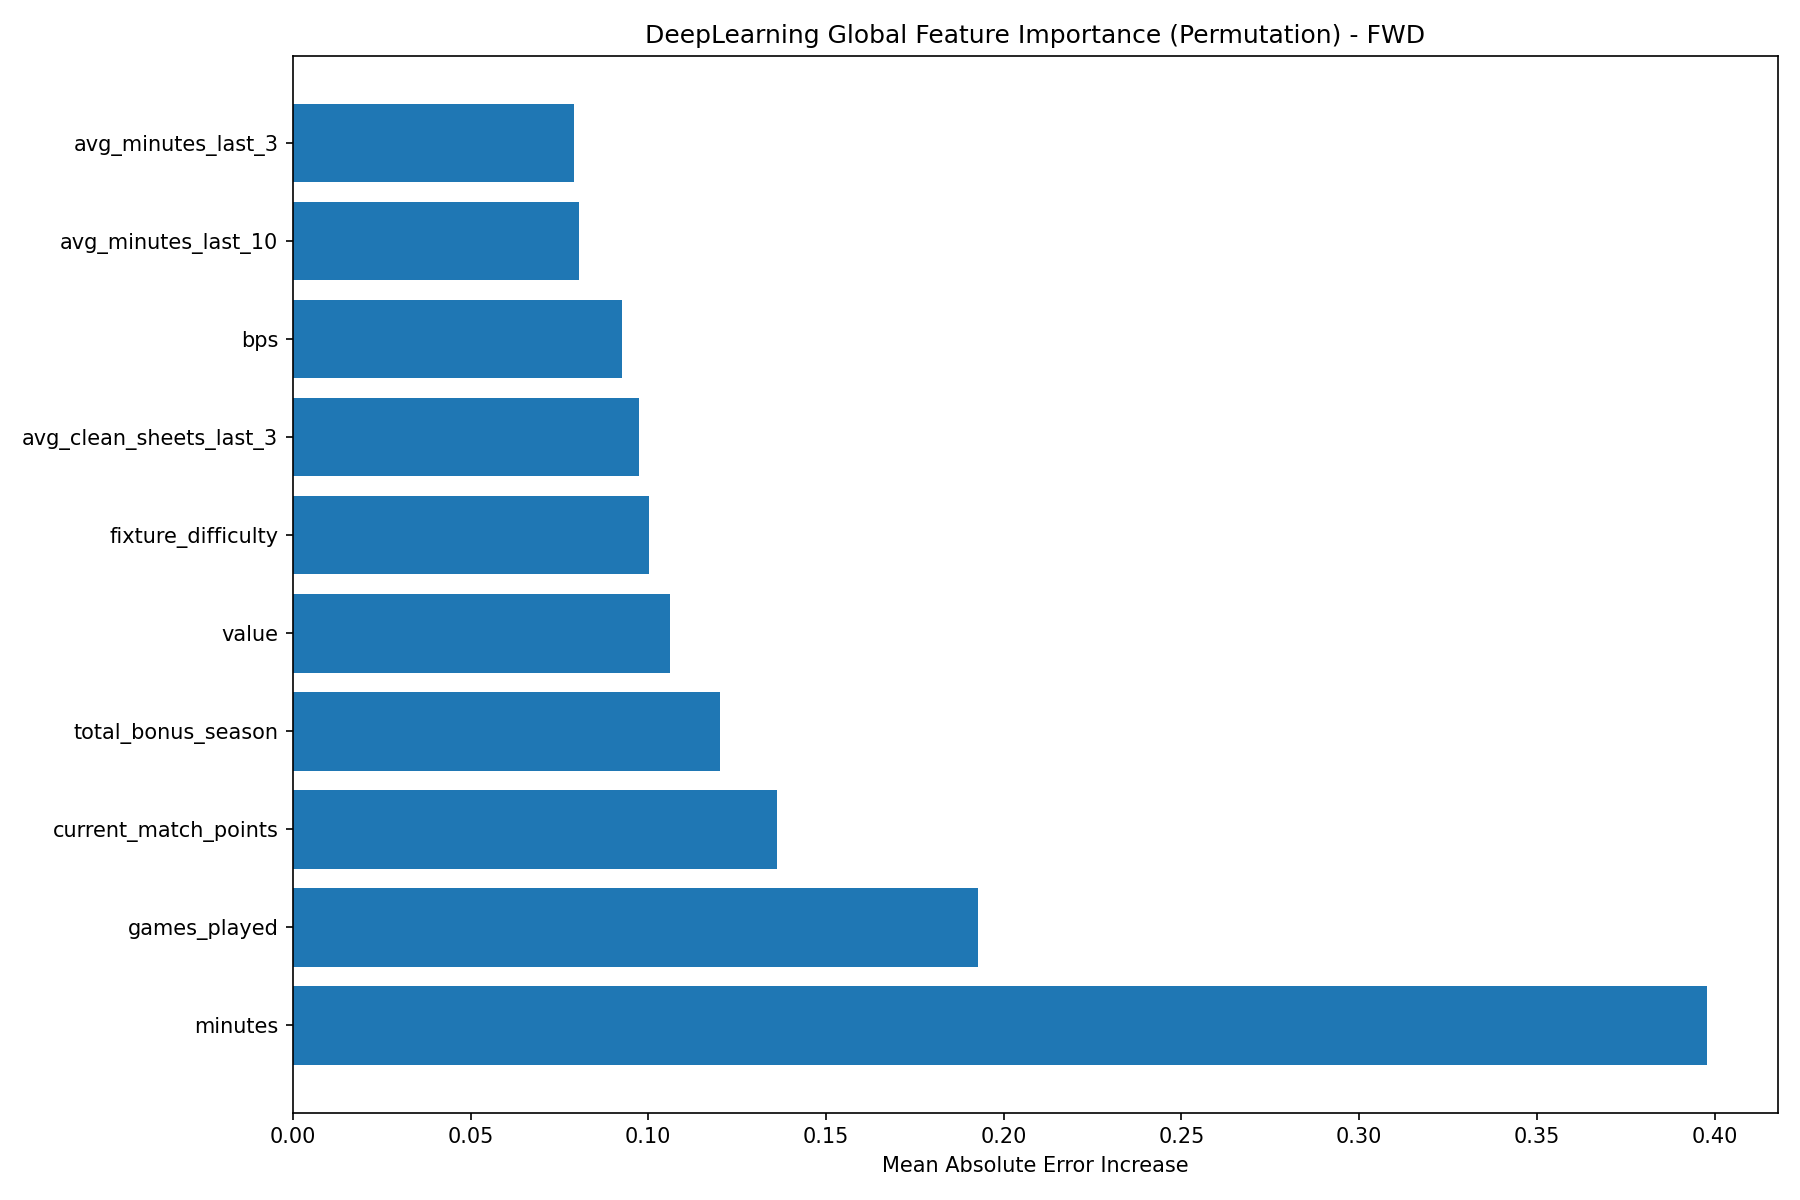 DeepLearning Global Feature Importance (Permutation) - FWD
avg_minutes_last_3
avg_minutes_last_10
bps
avg_clean_sheets_last_3
fixture_difficulty
value
total_bonus_season
current_match_points
games_played
minutes
0.00 0.05 0.10 0.15 0.20 0.25 0.30 0.35 0.40
Mean Absolute Error Increase